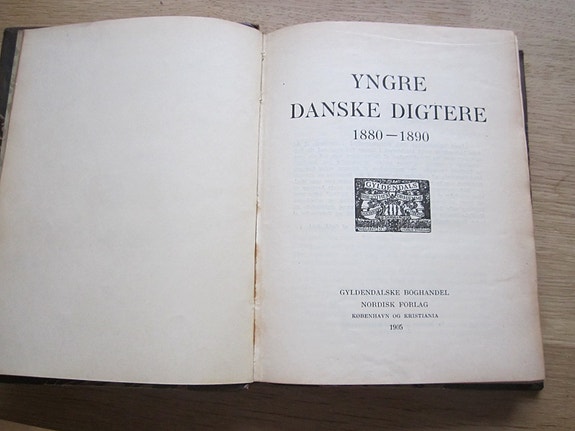 YNGRE
DANSKE DIGTERE
1880—1890
GYLDENDALS
GYLDENDALSKE BOGHANDEL
NORDISK FORLAG
KØBENHAVN OG KRISTIANIA
1905